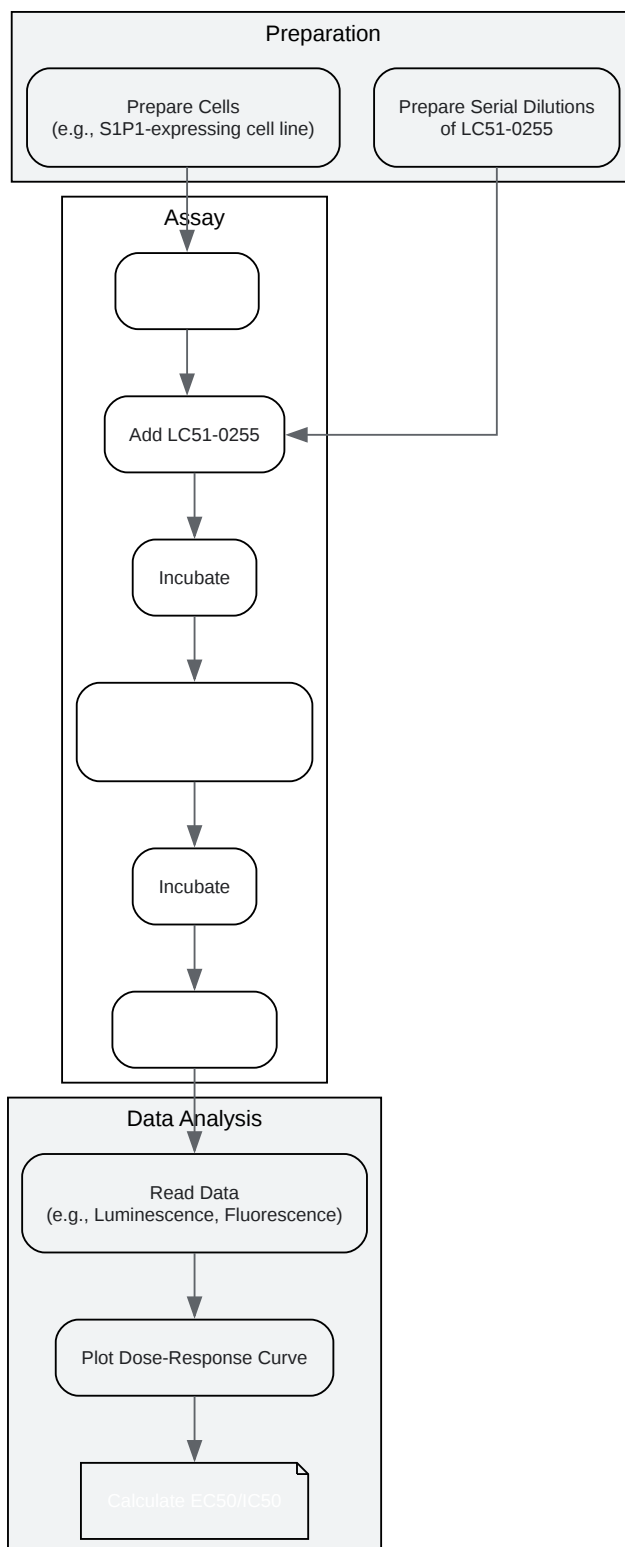 Preparation
Prepare Cells
(e.g., S1P1-expressing cell line)
Prepare Serial Dilutions
of LC51-0255
Assay
Add LC51-0255
Incubate
Incubate
Data Analysis
Read Data
(e.g., Luminescence, Fluorescence)
Plot Dose-Response Curve
Calculate EC50/IC50